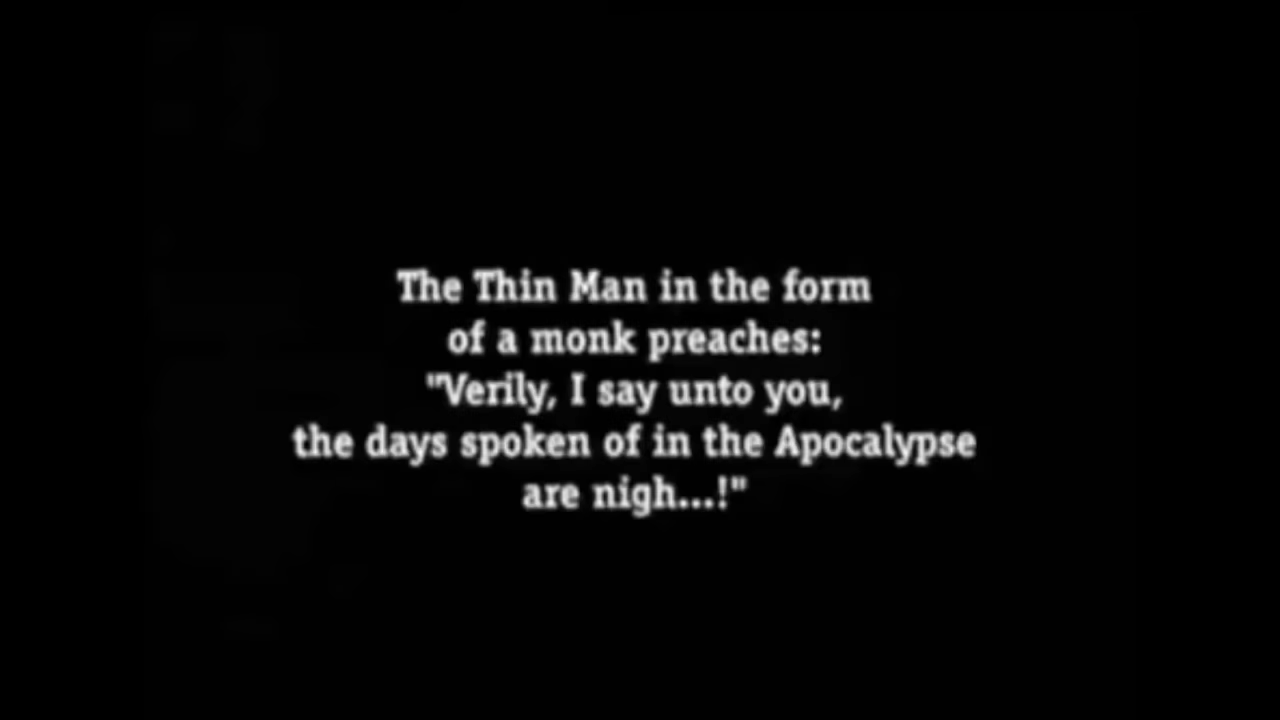 The Thin Man in the form
of a monk preaches:
"Verily, I say unto you,
the days spoken of in the Apocalypse
are nigh...!"